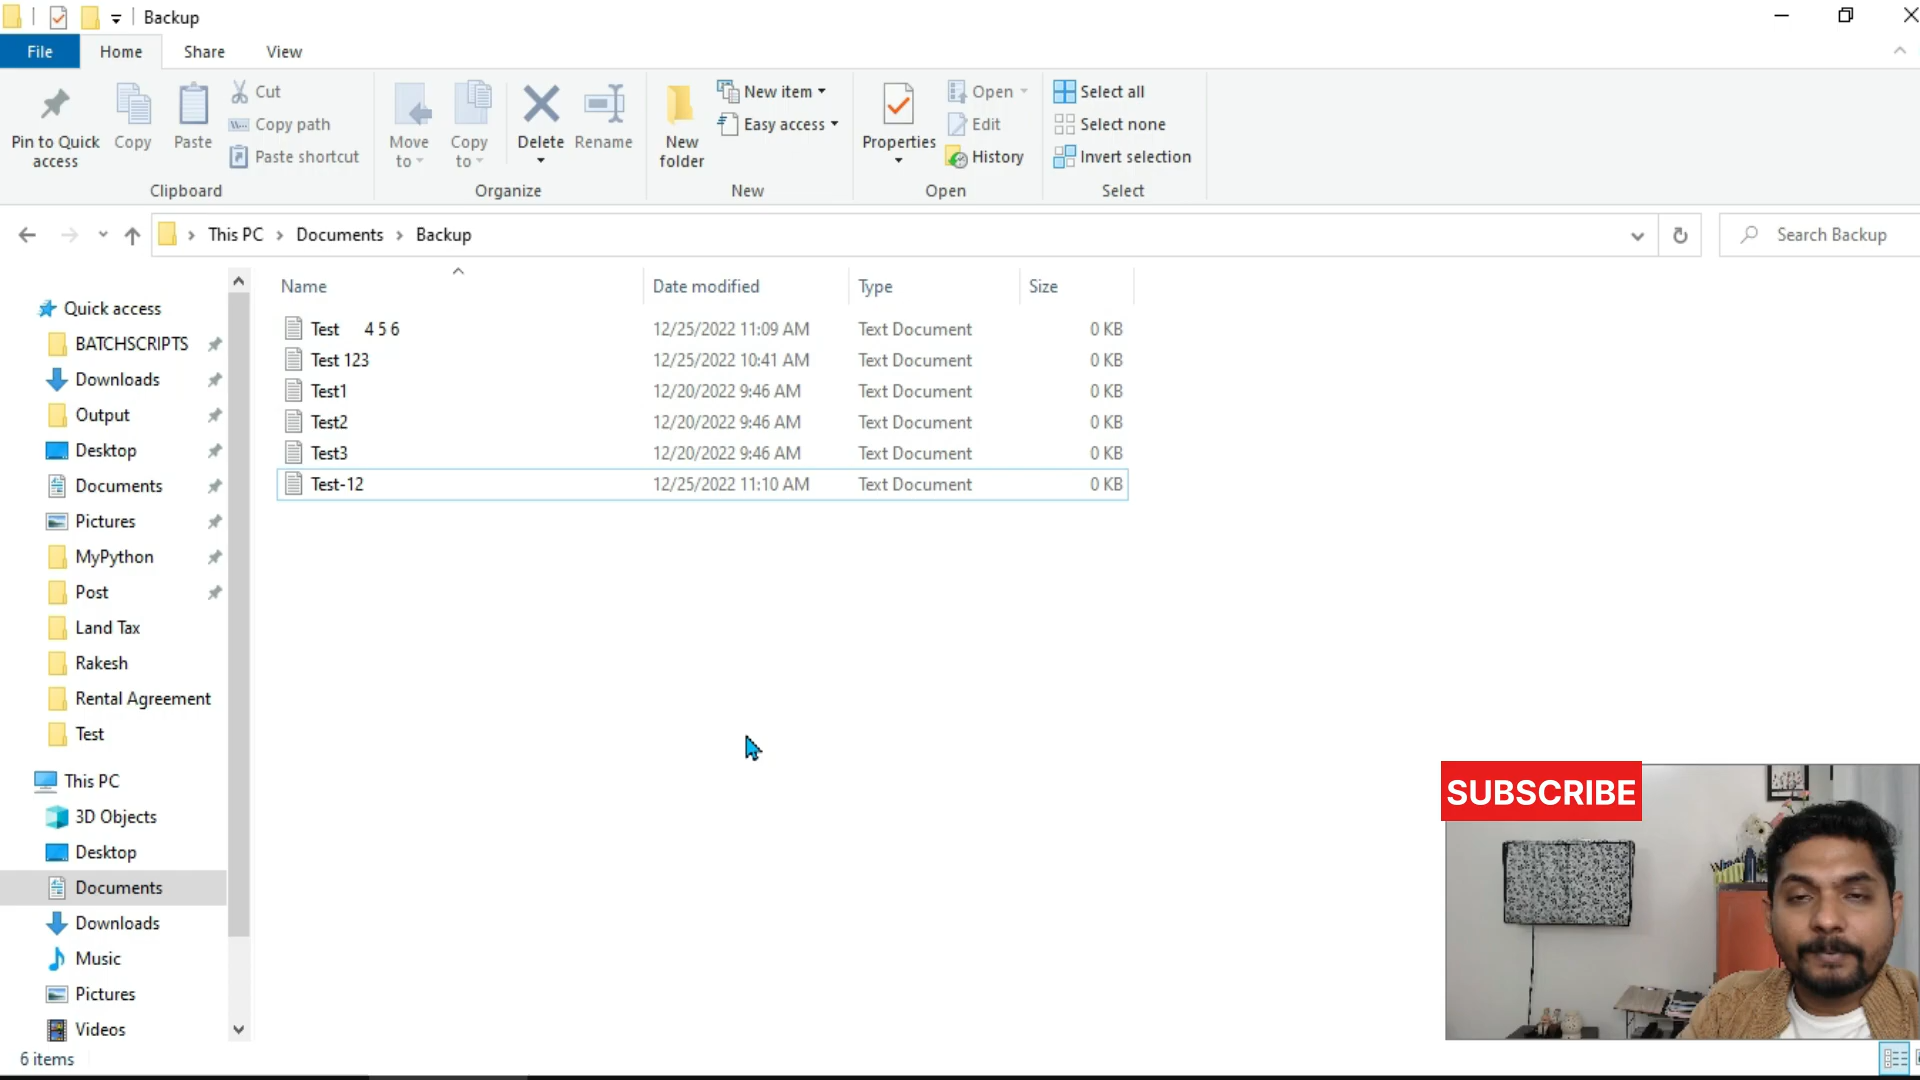 Backup
File Home Share View
Pin to Quick access
Copy
Paste
Cut
Copy path
Paste shortcut
Clipboard
Move to
Copy to
Delete
Rename
Organize
New folder
New item
Easy access
New
Properties
Open
Edit
History
Open
Select all
Select none
Invert selection
Select
This PC > Documents > Backup
Search Backup
Name Date modified Type Size
Test 4 5 6 12/25/2022 11:09 AM Text Document 0 KB
Test 123 12/25/2022 10:41 AM Text Document 0 KB
Test1 12/20/2022 9:46 AM Text Document 0 KB
Test2 12/20/2022 9:46 AM Text Document 0 KB
Test3 12/20/2022 9:46 AM Text Document 0 KB
Test-12 12/25/2022 11:10 AM Text Document 0 KB
Quick access
BATCHSCRIPTS
Downloads
Output
Desktop
Documents
Pictures
MyPython
Post
Land Tax
Rakesh
Rental Agreement
Test
This PC
3D Objects
Desktop
Documents
Downloads
Music
Pictures
Videos
6 items
SUBSCRIBE